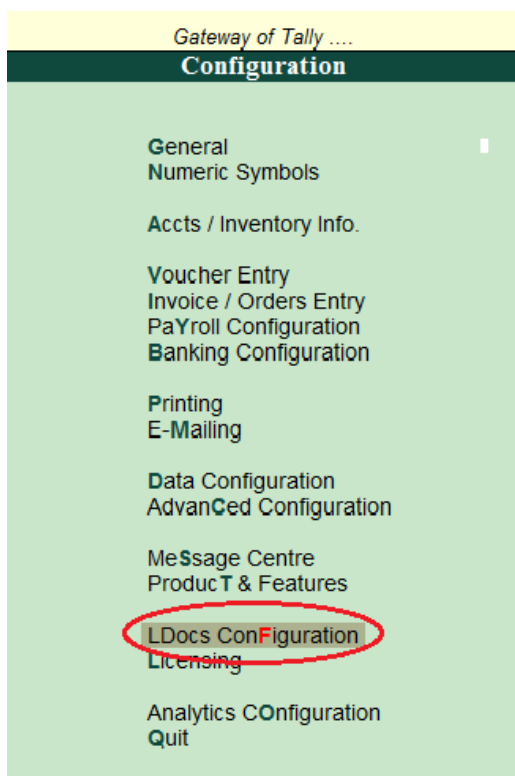 Gateway of Tally ....
Configuration
General
Numeric Symbols
Accts / Inventory Info.
Voucher Entry
Invoice / Orders Entry
PaYroll Configuration
Banking Configuration
Printing
E-Mailing
Data Configuration
AdvanCed Configuration
MeSsage Centre
ProducT & Features
LDocs ConFiguration
Licensing
Analytics COnfiguration
Quit